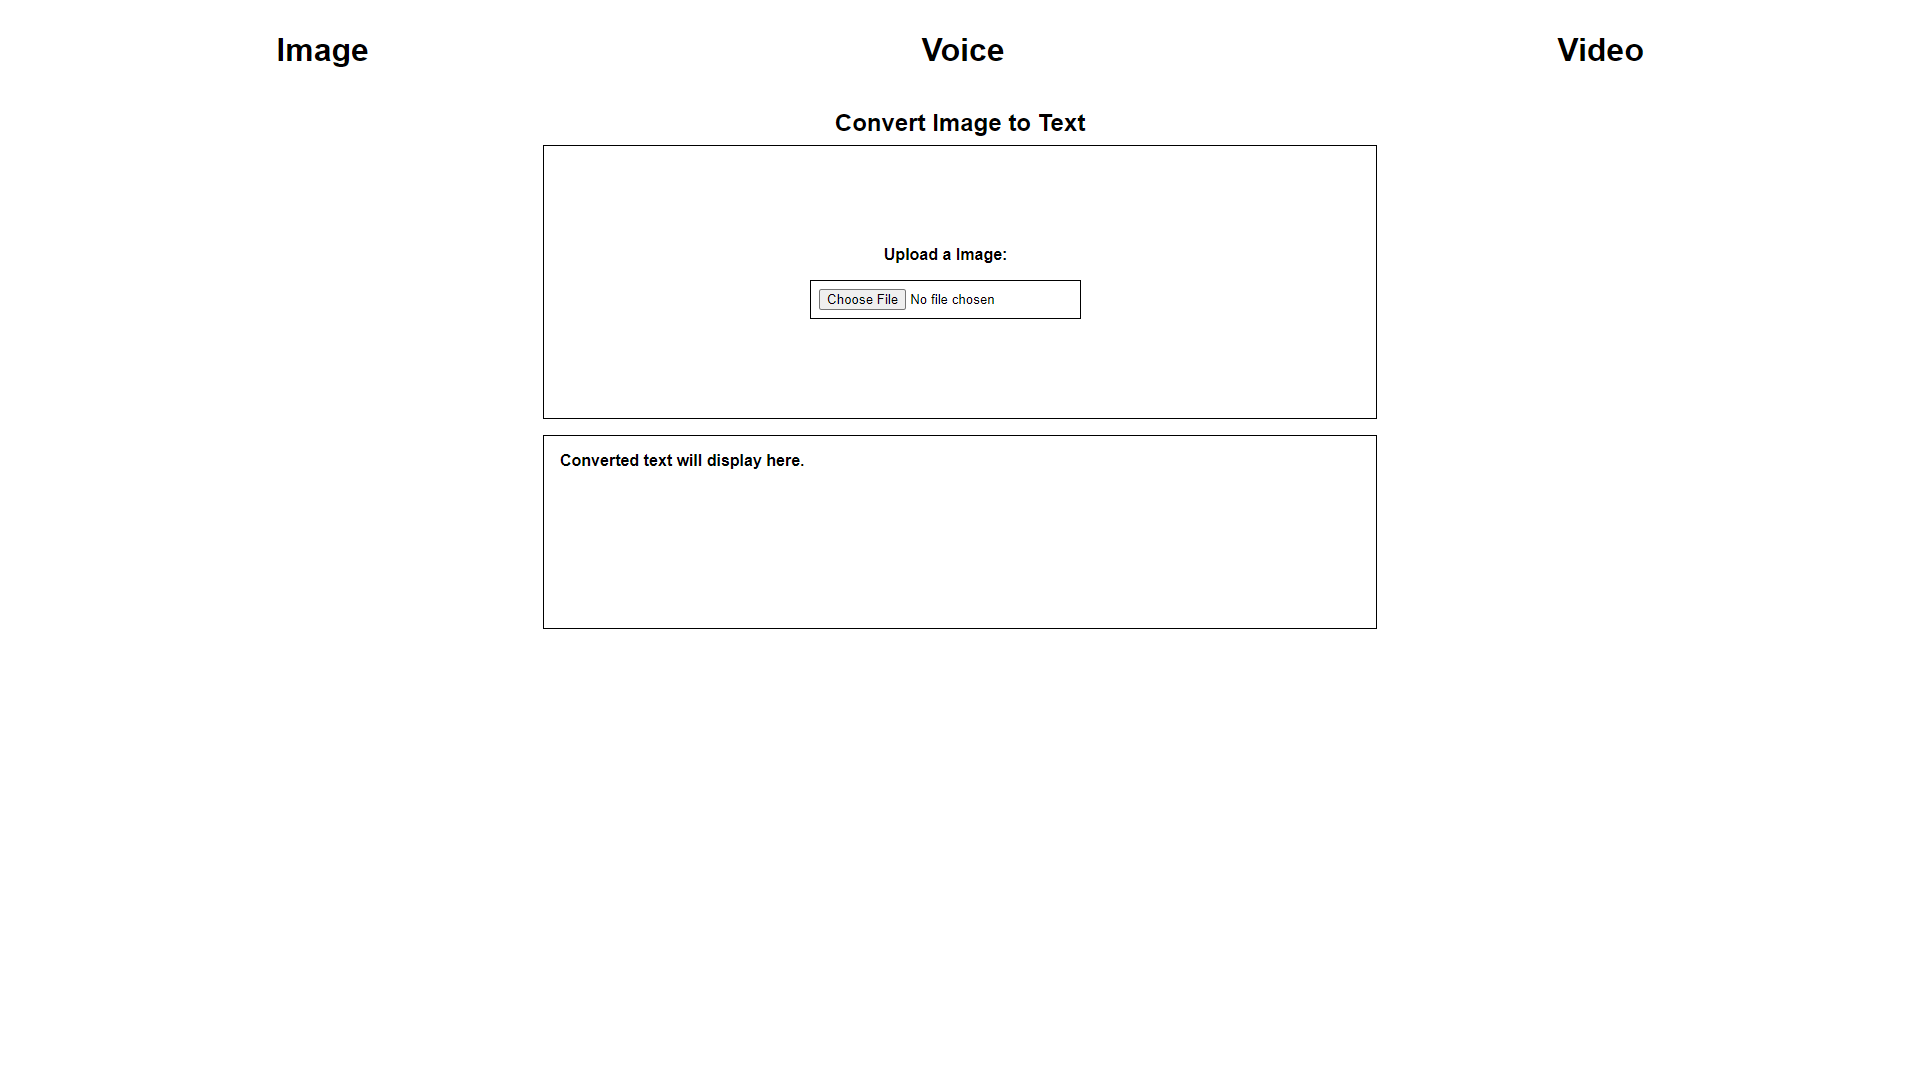 Image
Voice
Video
Convert Image to Text
Upload a Image:
Choose File No file chosen
Converted text will display here.